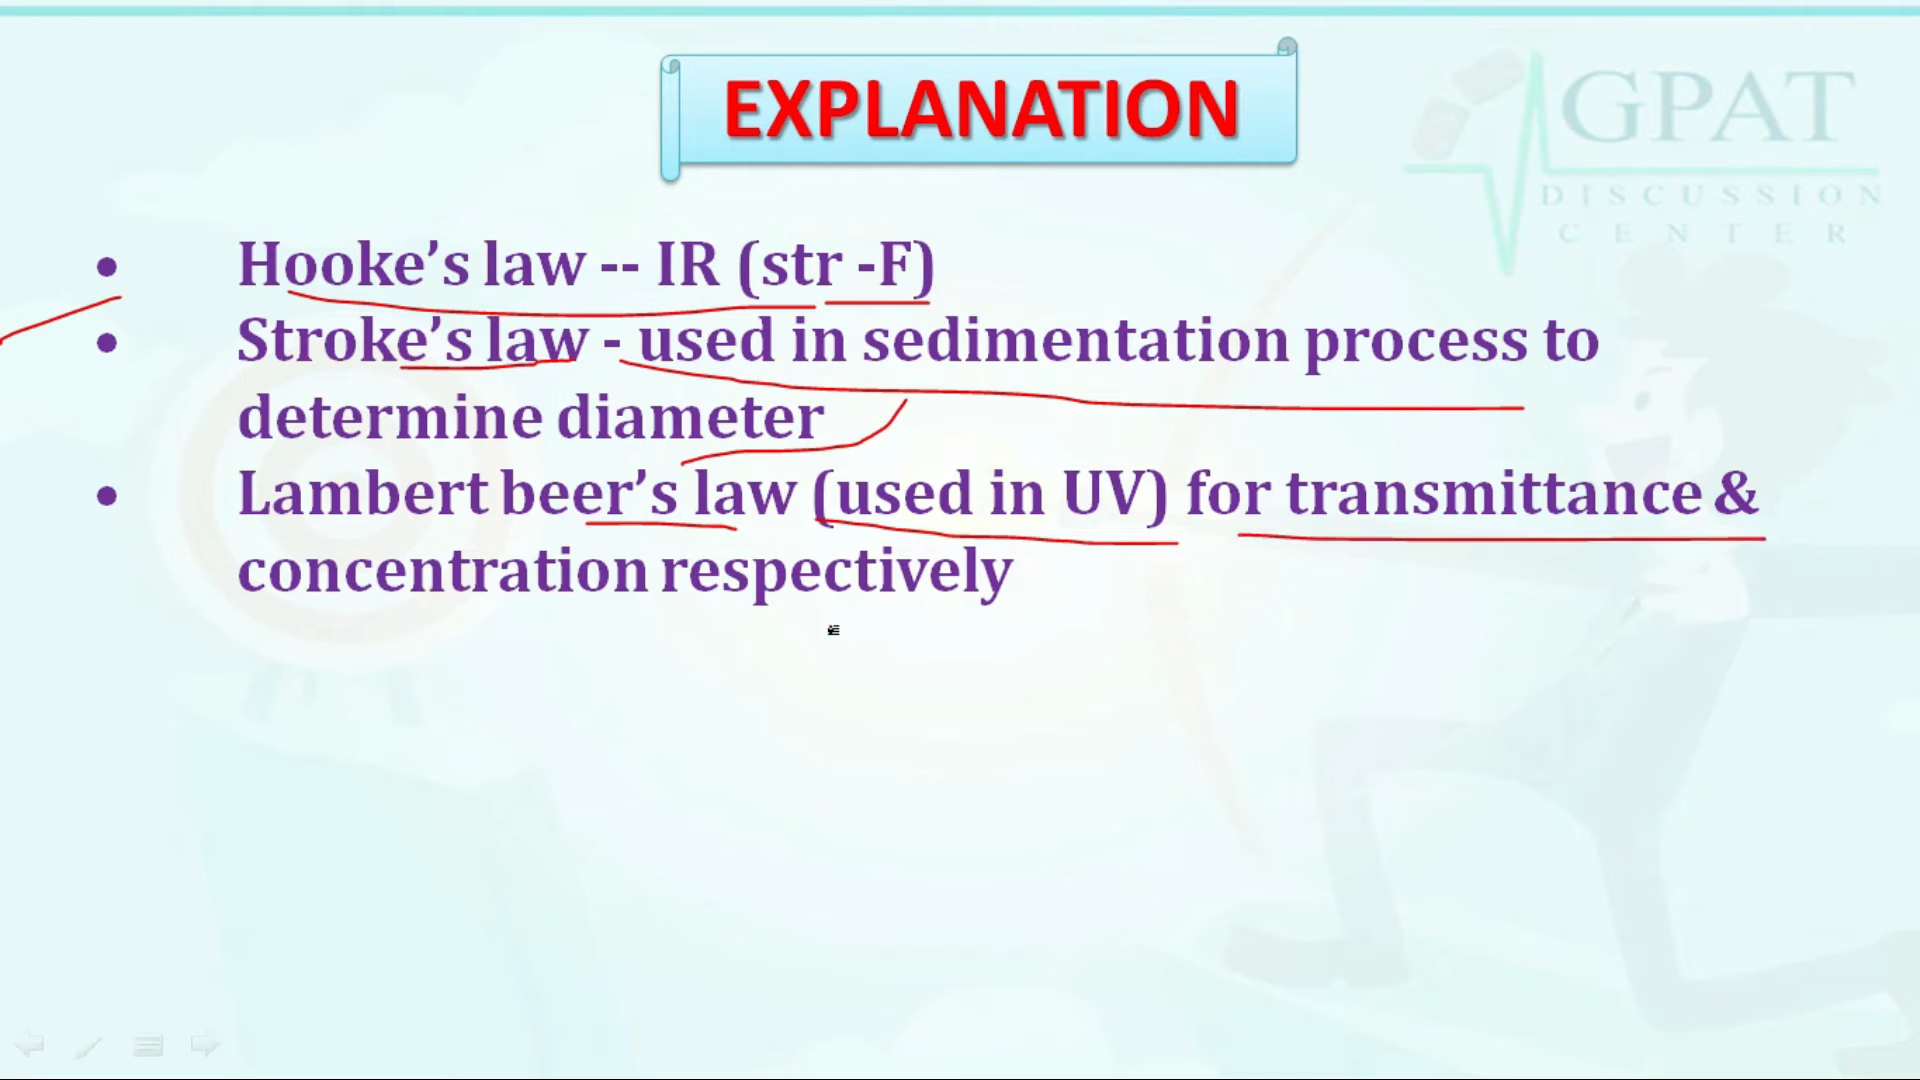 EXPLANATION
GPAT
DISCUSSION
CENTER
• Hooke’s law -- IR (str -F)
• Stroke’s law - used in sedimentation process to
determine diameter
• Lambert beer’s law (used in UV) for transmittance &
concentration respectively